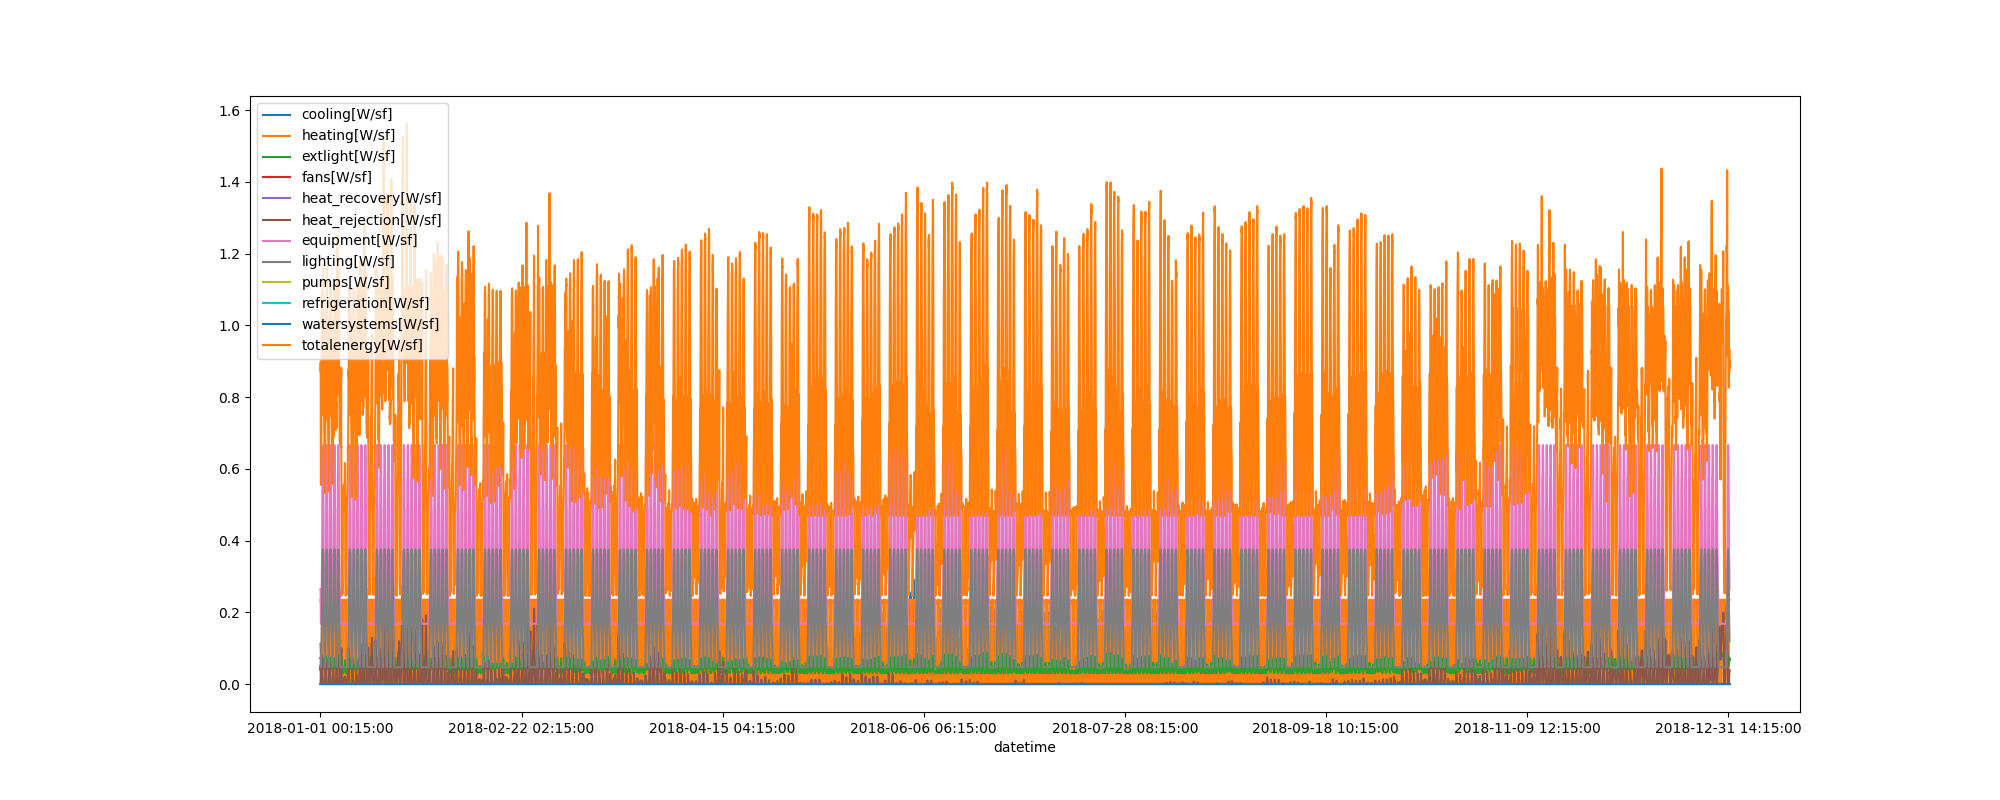 1.6
1.4
1.2
1.0
0.8
0.6
0.4
0.2
0.0
cooling[W/sf]
heating[W/sf]
extlight[W/sf]
fans[W/sf]
heat_recovery[W/sf]
heat_rejection[W/sf]
equipment[W/sf]
lighting[W/sf]
pumps[W/sf]
refrigeration[W/sf]
watersystems[W/sf]
totalenergy[W/sf]
2018-01-01 00:15:00 2018-02-22 02:15:00 2018-04-15 04:15:00 2018-06-06 06:15:00 2018-07-28 08:15:00 2018-09-18 10:15:00 2018-11-09 12:15:00 2018-12-31 14:15:00
datetime